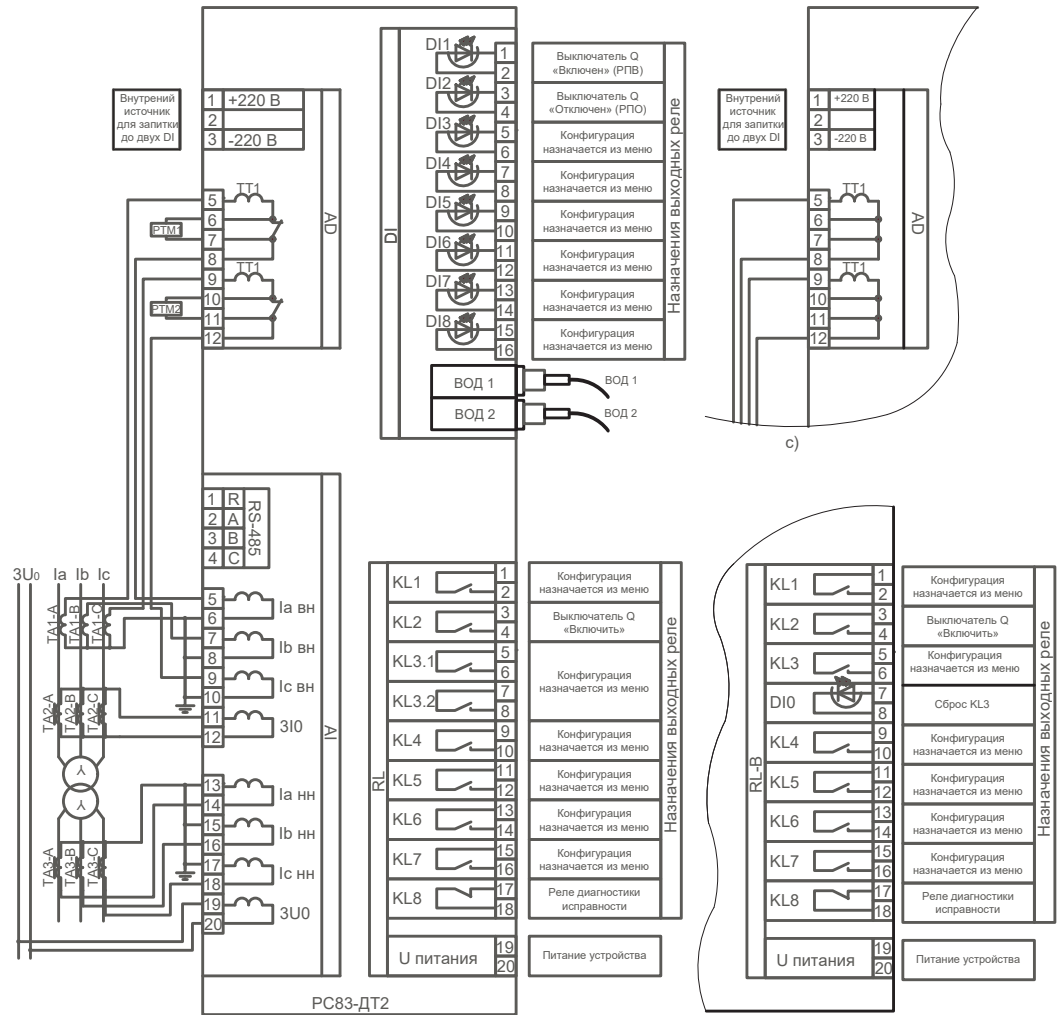 Внутрений
источник
для запитки
до двух DI
1 +220 В
2
3 -220 В
ТТ1
5
6
7
8
РТМ1
ТТ1
9
10
11
12
РТМ2
AD
DI
DI1
1
2
Выключатель Q
«Включен» (РПВ)
DI2
3
4
Выключатель Q
«Отключен» (РПО)
DI3
5
6
Конфигурация
назначается из меню
DI4
7
8
Конфигурация
назначается из меню
DI5
9
10
Конфигурация
назначается из меню
DI6
11
12
Конфигурация
назначается из меню
DI7
13
14
Конфигурация
назначается из меню
DI8
15
16
Конфигурация
назначается из меню
Назначения выходных реле
ВОД 1
ВОД 1
ВОД 2
ВОД 2
Внутрений
источник
для запитки
до двух DI
1 +220 В
2
3 -220 В
ТТ1
5
6
7
8
ТТ1
9
10
11
12
AD
с)
1 R
2 A
3 B
4 C
RS-485
3U0 Ia Ib Ic
TA1-A
TA1-B
TA1-C
TA2-A
TA2-B
TA2-C
Y
Y
TA3-A
TA3-B
TA3-C
5
6
Ia вн
7
8
Ib вн
9
10
Ic вн
11
12
3I0
13
14
Ia нн
15
16
Ib нн
17
18
Ic нн
19
20
3U0
AI
RL
KL1
1
2
Конфигурация
назначается из меню
KL2
3
4
Выключатель Q
«Включить»
KL3.1
5
6
KL3.2
7
8
Конфигурация
назначается из меню
KL4
9
10
Конфигурация
назначается из меню
KL5
11
12
Конфигурация
назначается из меню
KL6
13
14
Конфигурация
назначается из меню
KL7
15
16
Конфигурация
назначается из меню
KL8
17
18
Реле диагностики
исправности
Назначения выходных реле
U питания
19
20
Питание устройства
РС83-ДТ2
RL-B
KL1
1
2
Конфигурация
назначается из меню
KL2
3
4
Выключатель Q
«Включить»
KL3
5
6
Конфигурация
назначается из меню
DI0
7
8
Сброс KL3
KL4
9
10
Конфигурация
назначается из меню
KL5
11
12
Конфигурация
назначается из меню
KL6
13
14
Конфигурация
назначается из меню
KL7
15
16
Конфигурация
назначается из меню
KL8
17
18
Реле диагностики
исправности
Назначения выходных реле
U питания
19
20
Питание устройства